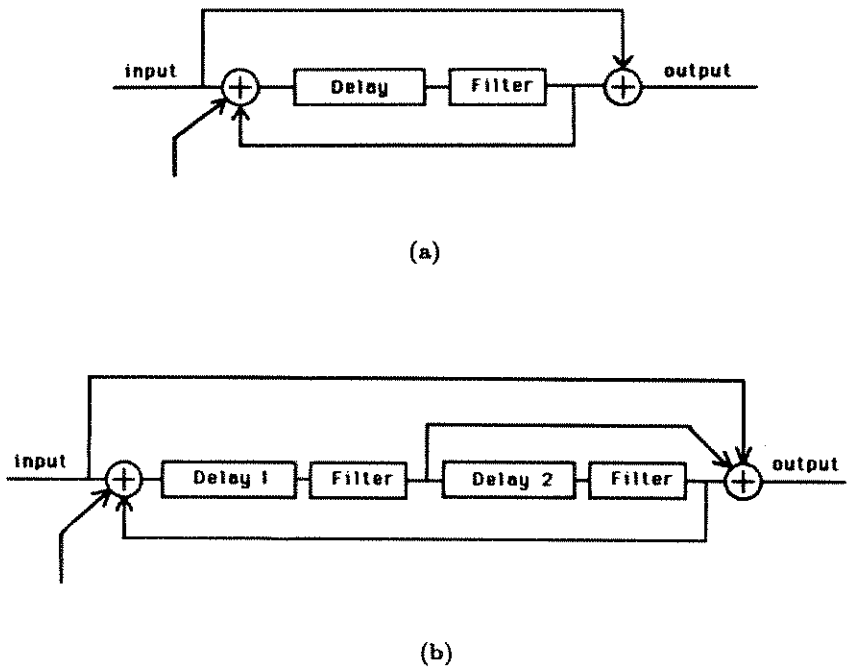 input Delay Filter output
(a)
input Delay 1 Filter Delay 2 Filter output
(b)